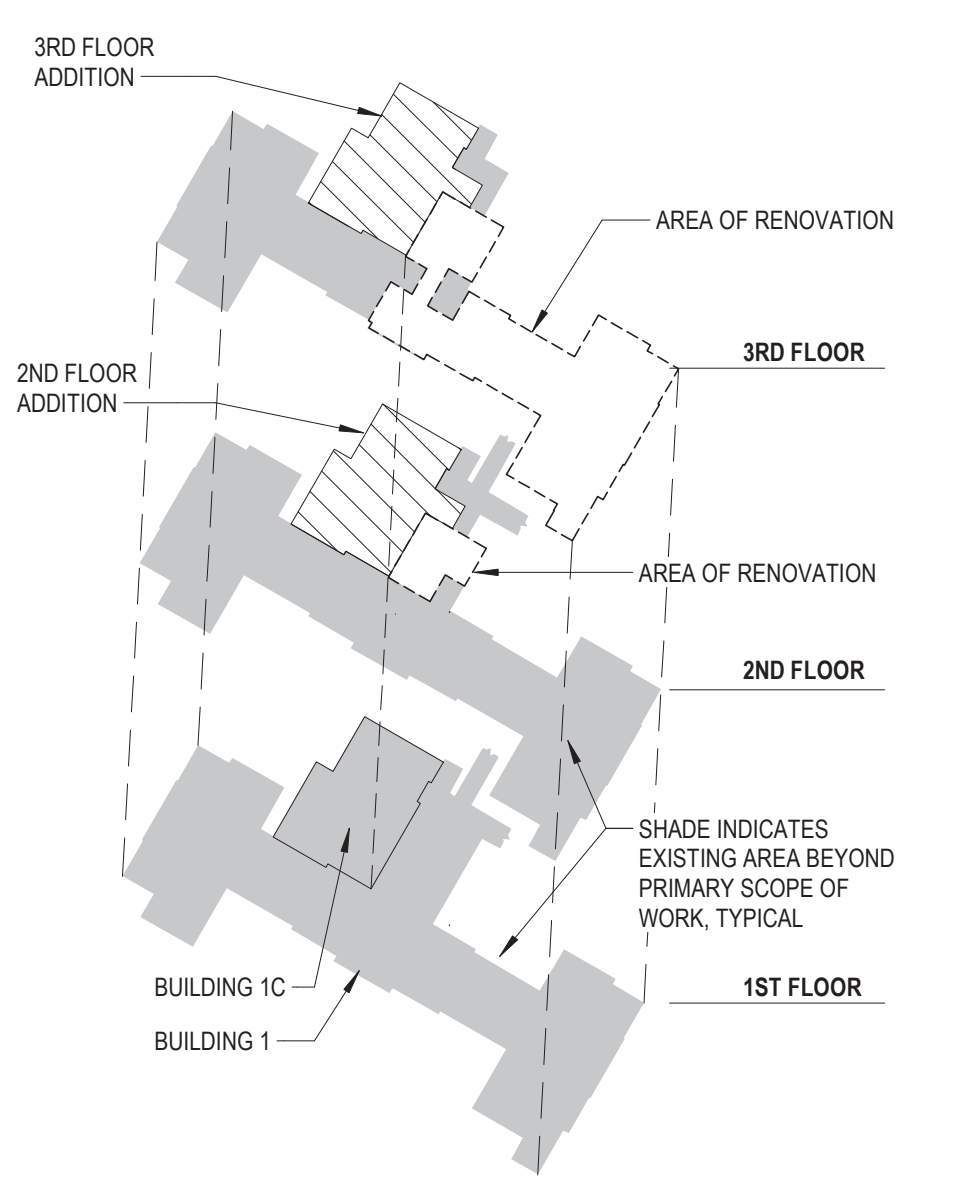 3RD FLOOR
ADDITION
AREA OF RENOVATION
3RD FLOOR
2ND FLOOR
ADDITION
AREA OF RENOVATION
2ND FLOOR
SHADE INDICATES
EXISTING AREA BEYOND
PRIMARY SCOPE OF
WORK, TYPICAL
BUILDING 1C
1ST FLOOR
BUILDING 1